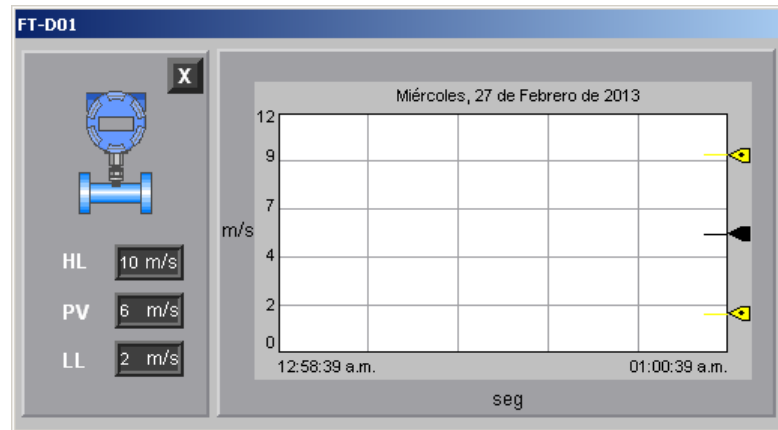 FT-D01
X
HL 10 m/s
PV 6 m/s
LL 2 m/s
Miércoles, 27 de Febrero de 2013
12
9
7
m/s
4
2
0
12:58:39 a.m. 01:00:39 a.m.
seg